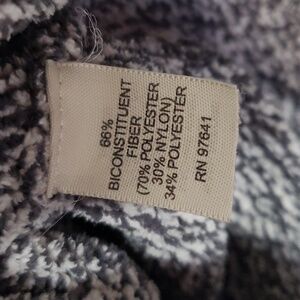 66%
BICONSTITUENT
FIBER
(70% POLYESTER
30% NYLON)
34% POLYESTER
RN 97641